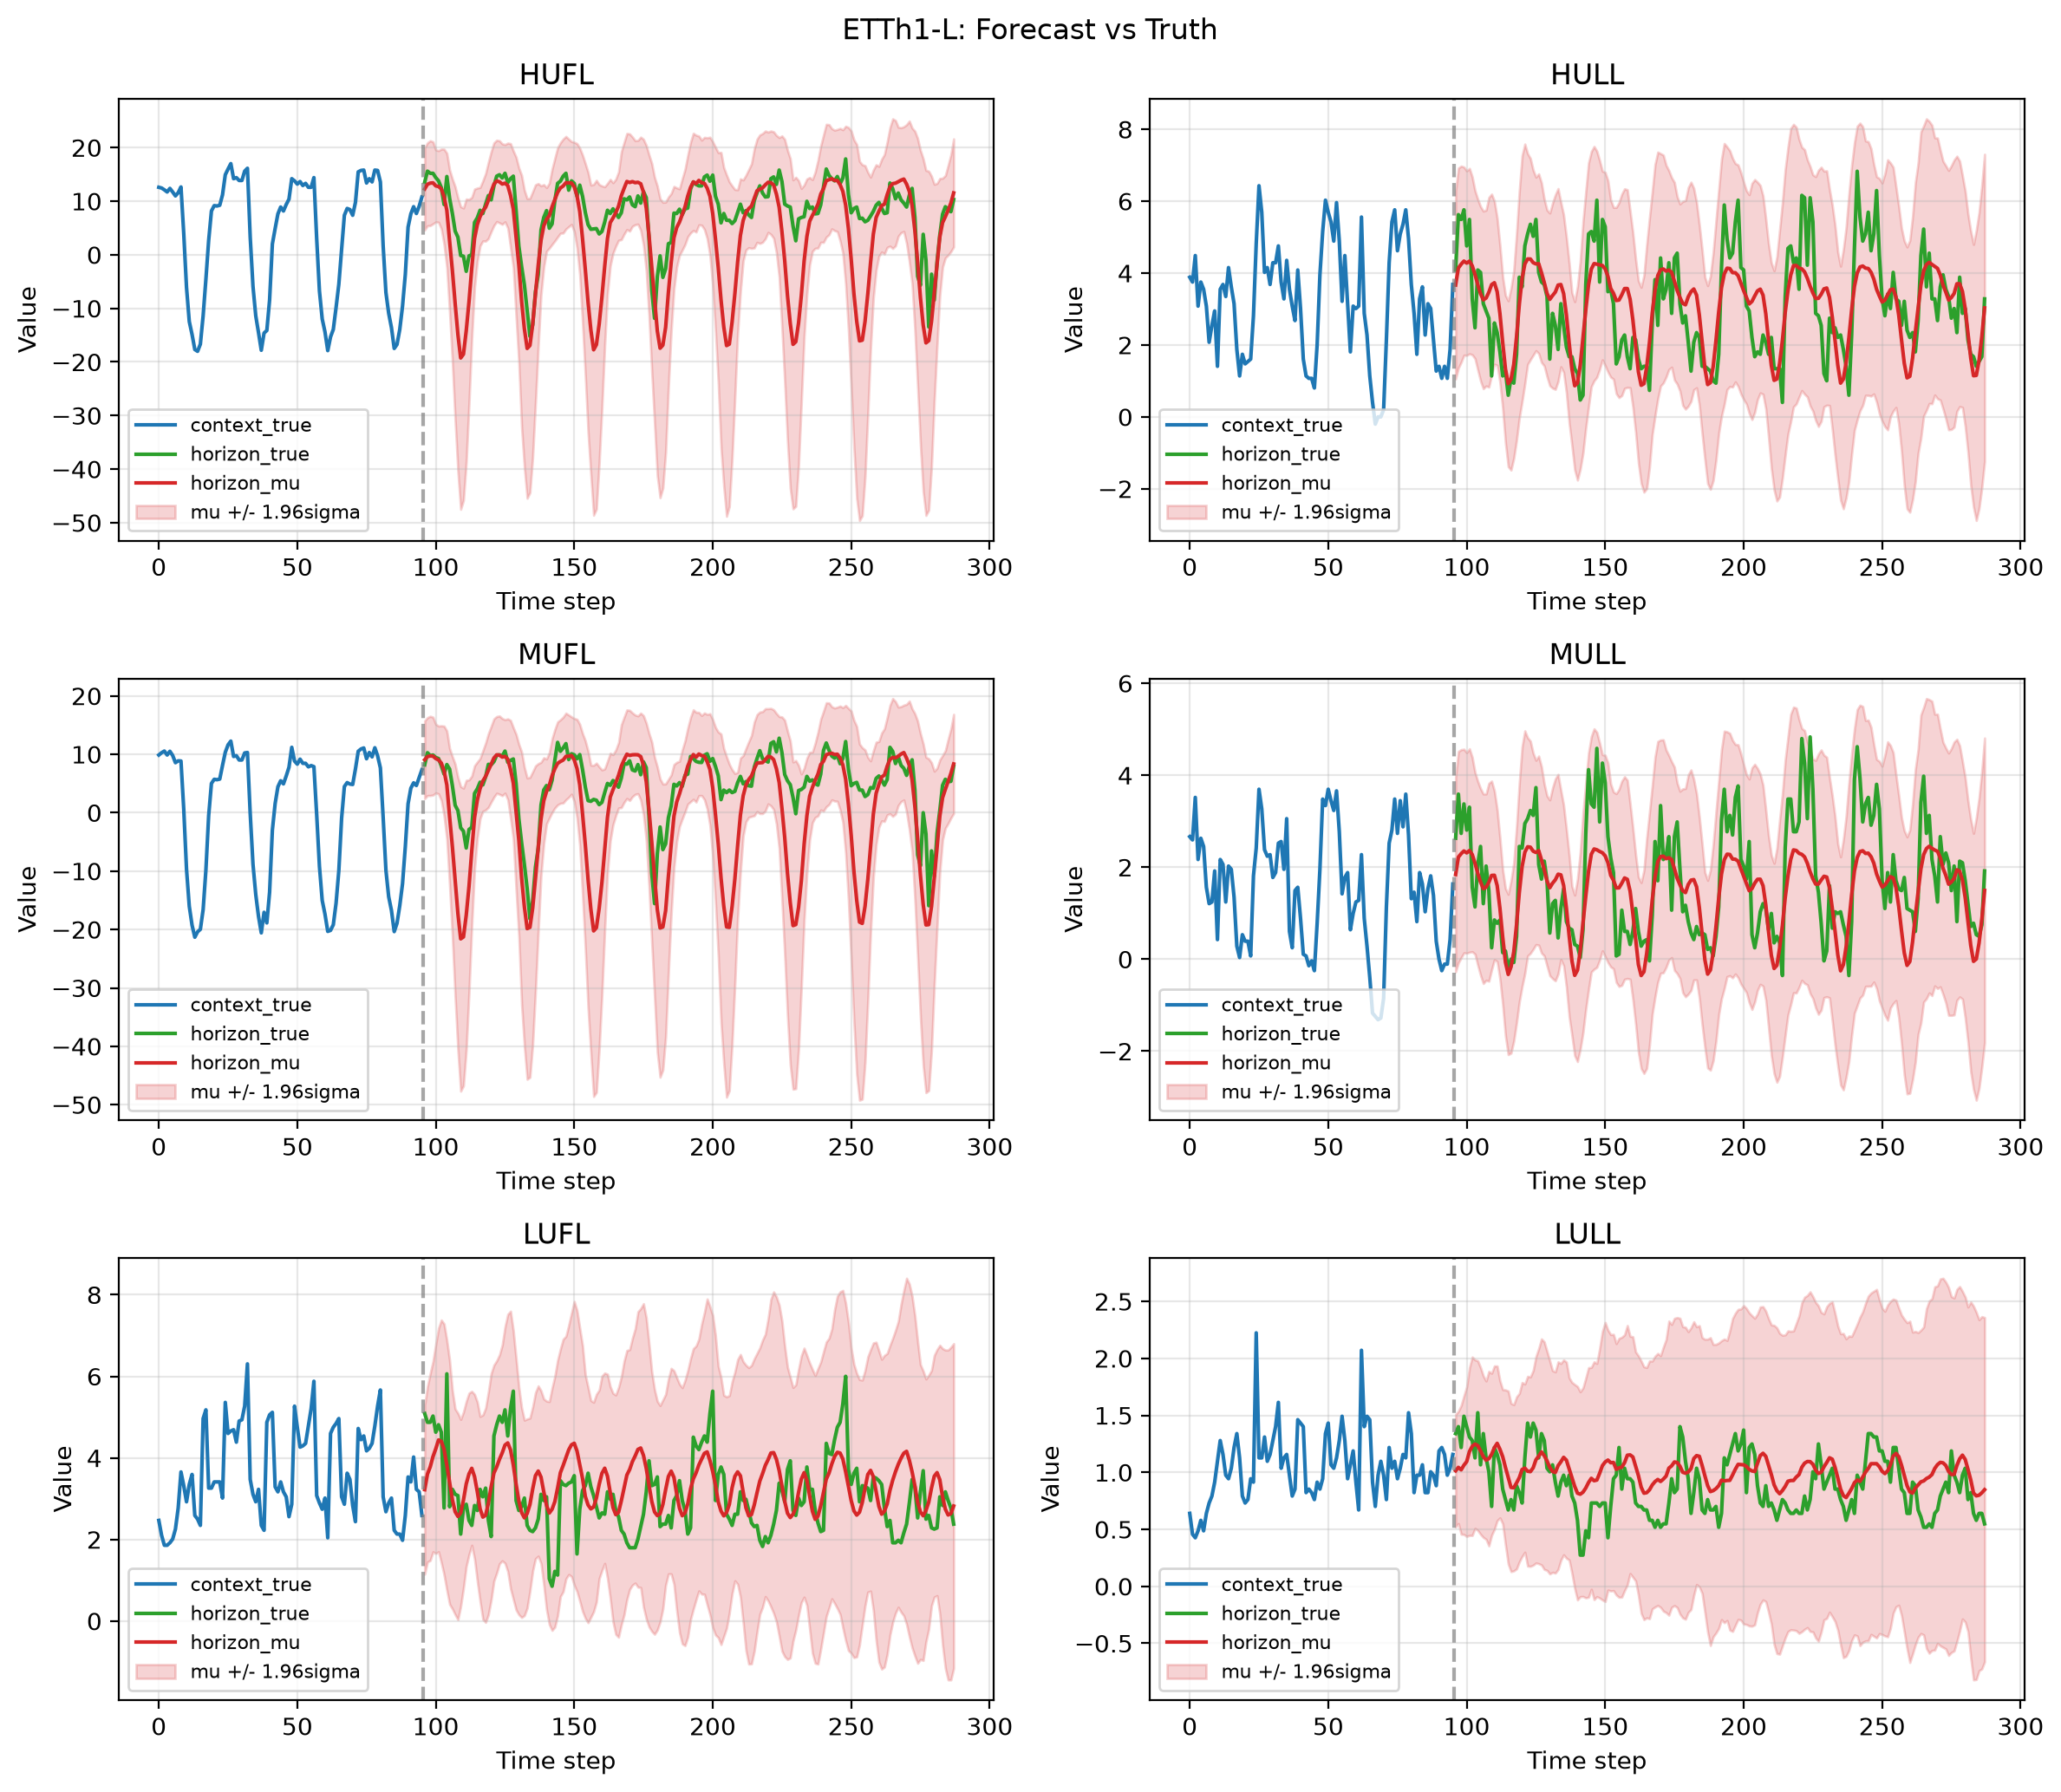 ETTh1-L: Forecast vs Truth
HUFL
Value
20
10
0
−10
−20
−30
−40
−50
context_true
horizon_true
horizon_mu
mu +/- 1.96sigma
0 50 100 150 200 250 300
Time step
HULL
Value
8
6
4
2
0
−2
context_true
horizon_true
horizon_mu
mu +/- 1.96sigma
0 50 100 150 200 250 300
Time step
MUFL
Value
20
10
0
−10
−20
−30
−40
−50
context_true
horizon_true
horizon_mu
mu +/- 1.96sigma
0 50 100 150 200 250 300
Time step
MULL
Value
6
4
2
0
−2
context_true
horizon_true
horizon_mu
mu +/- 1.96sigma
0 50 100 150 200 250 300
Time step
LUFL
Value
8
6
4
2
0
context_true
horizon_true
horizon_mu
mu +/- 1.96sigma
0 50 100 150 200 250 300
Time step
LULL
Value
2.5
2.0
1.5
1.0
0.5
0.0
−0.5
context_true
horizon_true
horizon_mu
mu +/- 1.96sigma
0 50 100 150 200 250 300
Time step